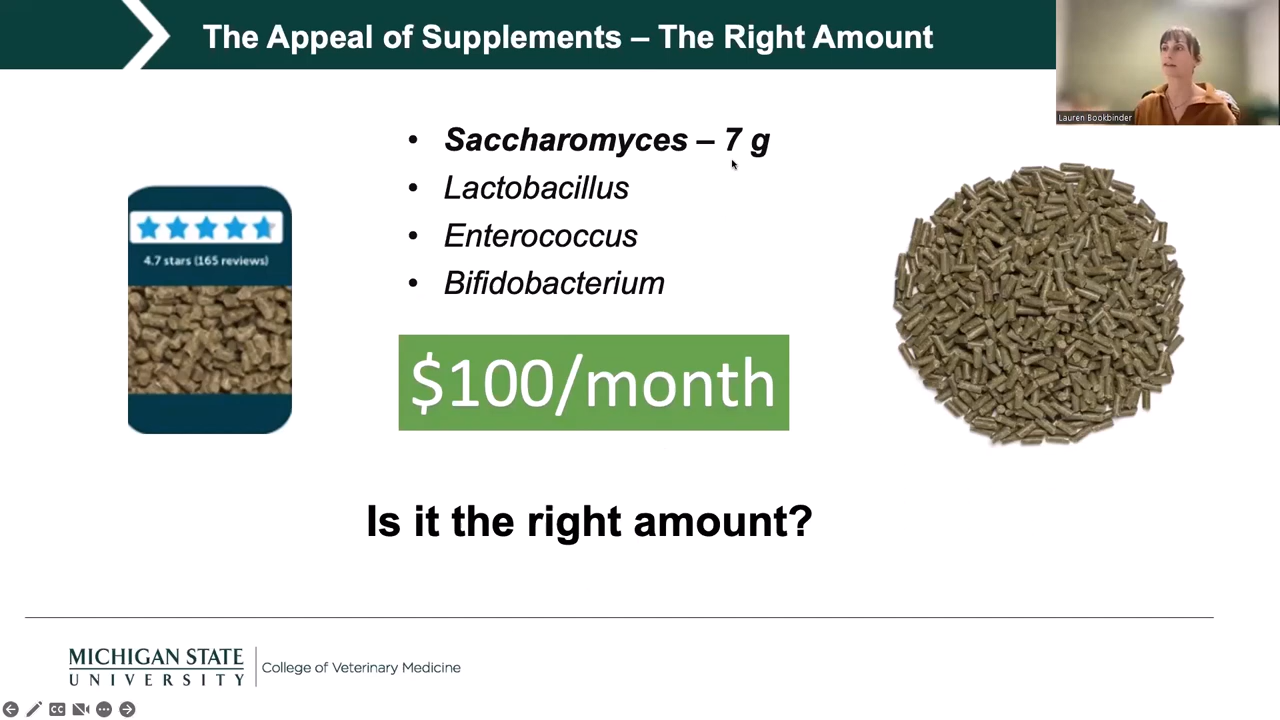 The Appeal of Supplements – The Right Amount
Lauren Bookbinder
• Saccharomyces – 7 g
• Lactobacillus
• Enterococcus
• Bifidobacterium
4.7 stars (165 reviews)
$100/month
Is it the right amount?
MICHIGAN STATE
UNIVERSITY
College of Veterinary Medicine
CC